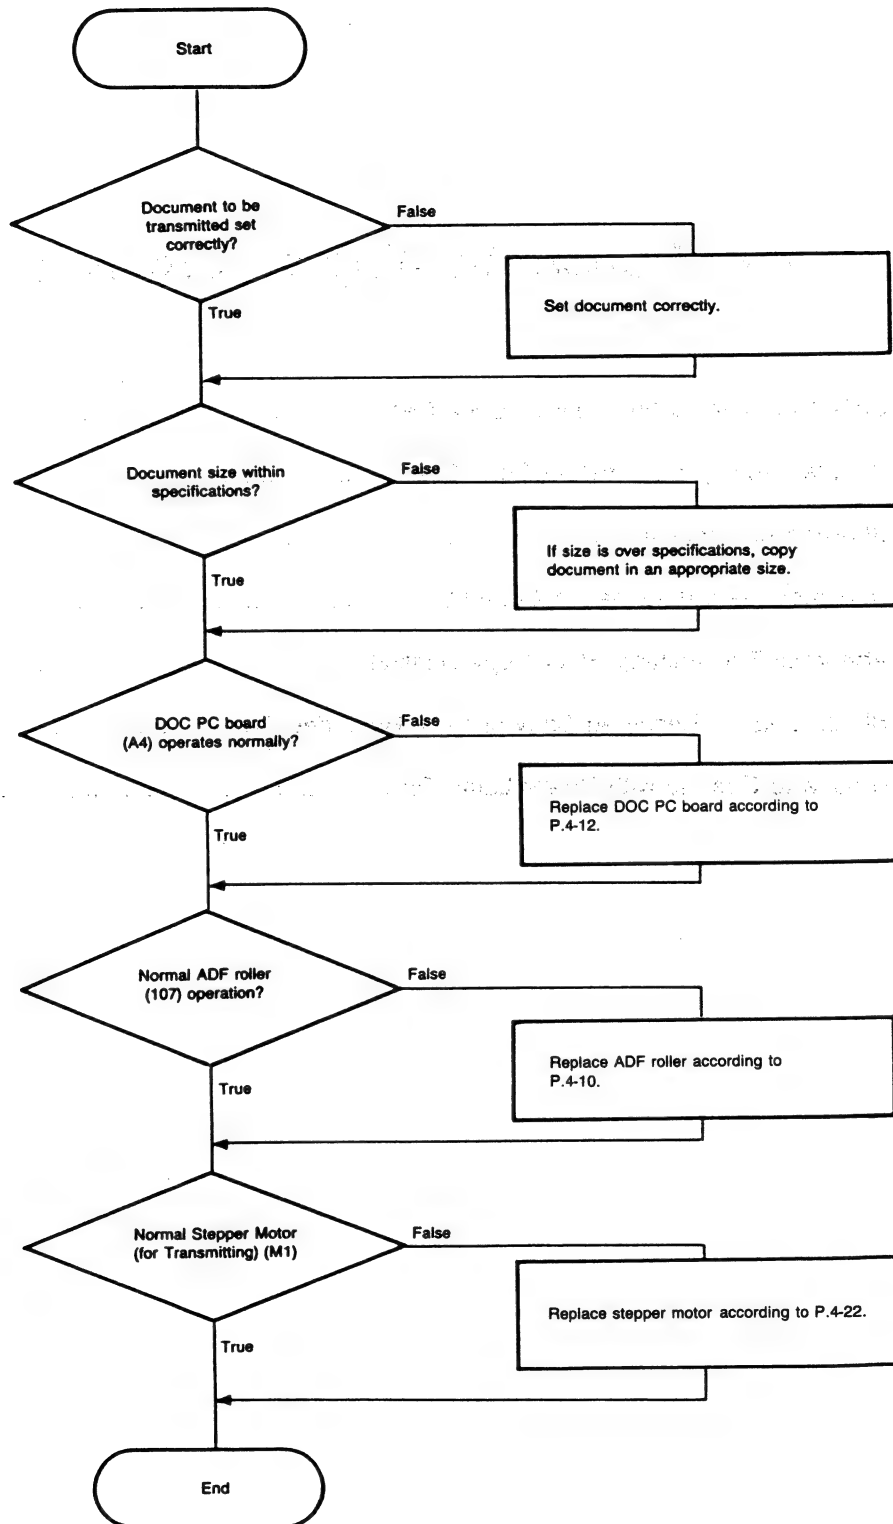 Start
Document to be
transmitted set
correctly?
False
Set document correctly.
True
Document size within
specifications?
False
If size is over specifications, copy
document in an appropriate size.
True
DOC PC board
(A4) operates normally?
False
Replace DOC PC board according to
P.4-12.
True
Normal ADF roller
(107) operation?
False
Replace ADF roller according to
P.4-10.
True
Normal Stepper Motor
(for Transmitting) (M1)
False
Replace stepper motor according to P.4-22.
True
End